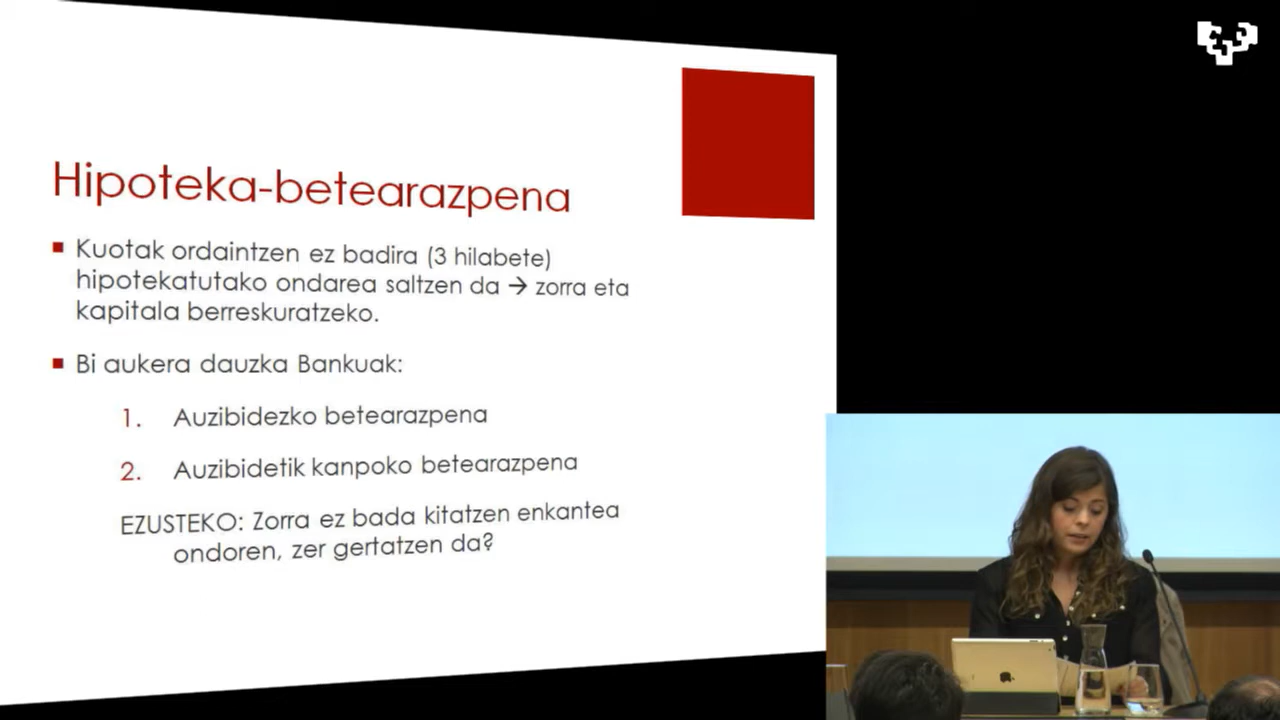 Hipoteka-betearazpena
Kuotak ordaintzen ez badira (3 hilabete)
hipotekatutako ondarea saltzen da → zorra eta
kapitala berreskuratzeko.
Bi aukera dauzka Bankuak:
1. Auzibidezko betearazpena
2. Auzibidetik kanpoko betearazpena
EZUSTEKO: Zorra ez bada kitatzen enkantea
ondoren, zer gertatzen da?